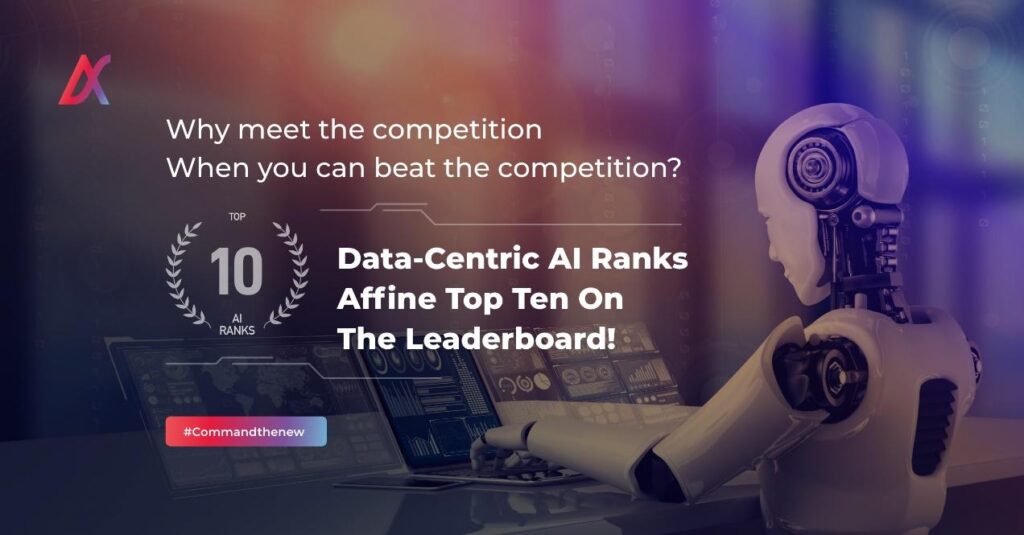 Why meet the competition
When you can beat the competition?
TOP
10
AI
RANKS
Data-Centric AI Ranks
Affine Top Ten On
The Leaderboard!
#Commandthenew